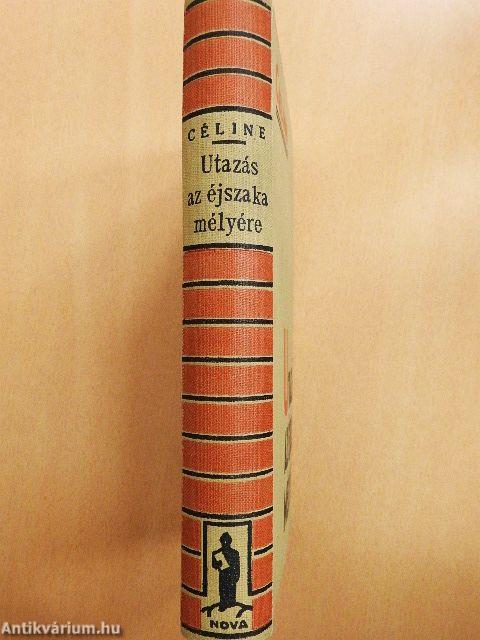 CÉLINE
Utazás
az éjszaka
mélyére
NOVA
Antikvárium.hu